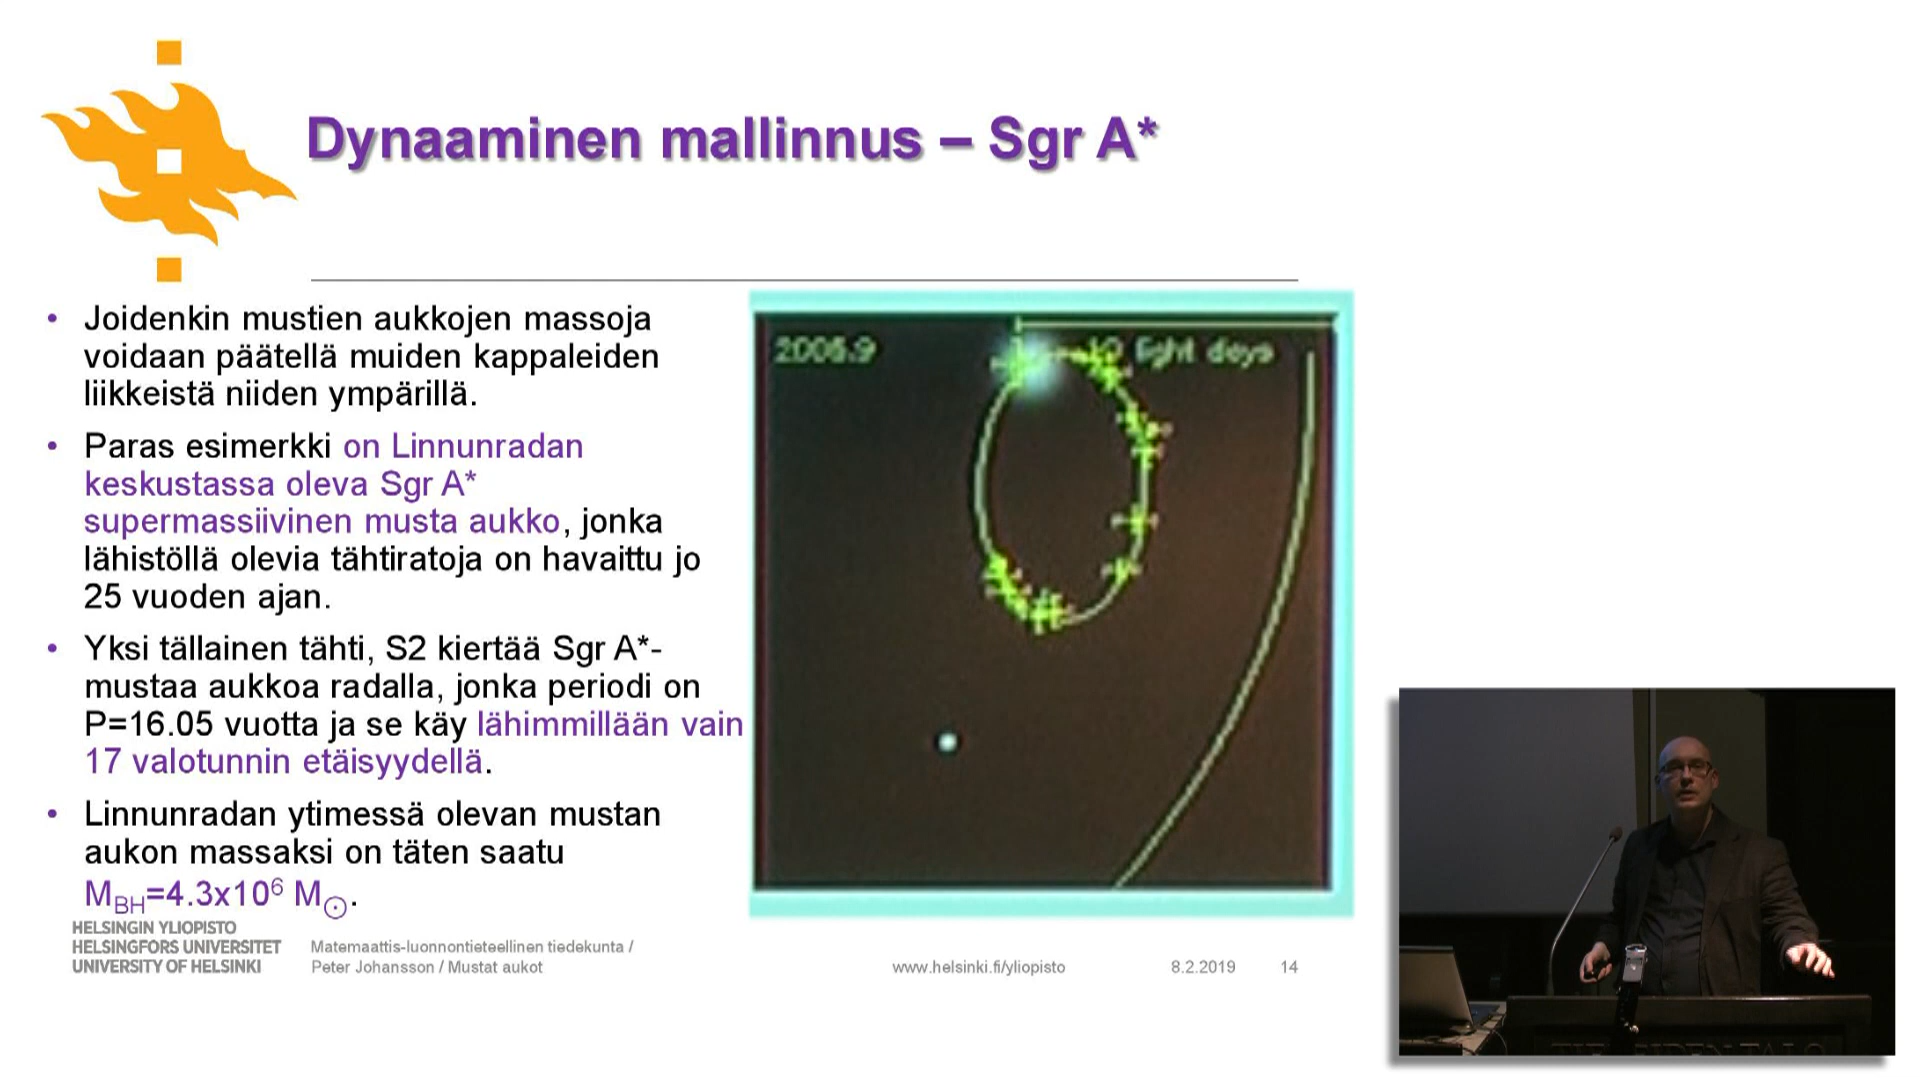 Dynaaminen mallinnus – Sgr A*
• Joidenkin mustien aukkojen massoja
voidaan päätellä muiden kappaleiden
liikkeistä niiden ympärillä.
• Paras esimerkki on Linnunradan
keskustassa oleva Sgr A*
supermassiivinen musta aukko, jonka
lähistöllä olevia tähtiratoja on havaittu jo
25 vuoden ajan.
• Yksi tällainen tähti, S2 kiertää Sgr A*-
mustaa aukkoa radalla, jonka periodi on
P=16.05 vuotta ja se käy lähimmillään vain
17 valotunnin etäisyydellä.
• Linnunradan ytimessä olevan mustan
aukon massaksi on täten saatu
M_BH=4.3x10⁶ M_⊙.
2006.9
10 light days
HELSINGIN YLIOPISTO
HELSINGFORS UNIVERSITET
UNIVERSITY OF HELSINKI
Matemaattis-luonnontieteellinen tiedekunta /
Peter Johansson / Mustat aukot
www.helsinki.fi/yliopisto
8.2.2019
14